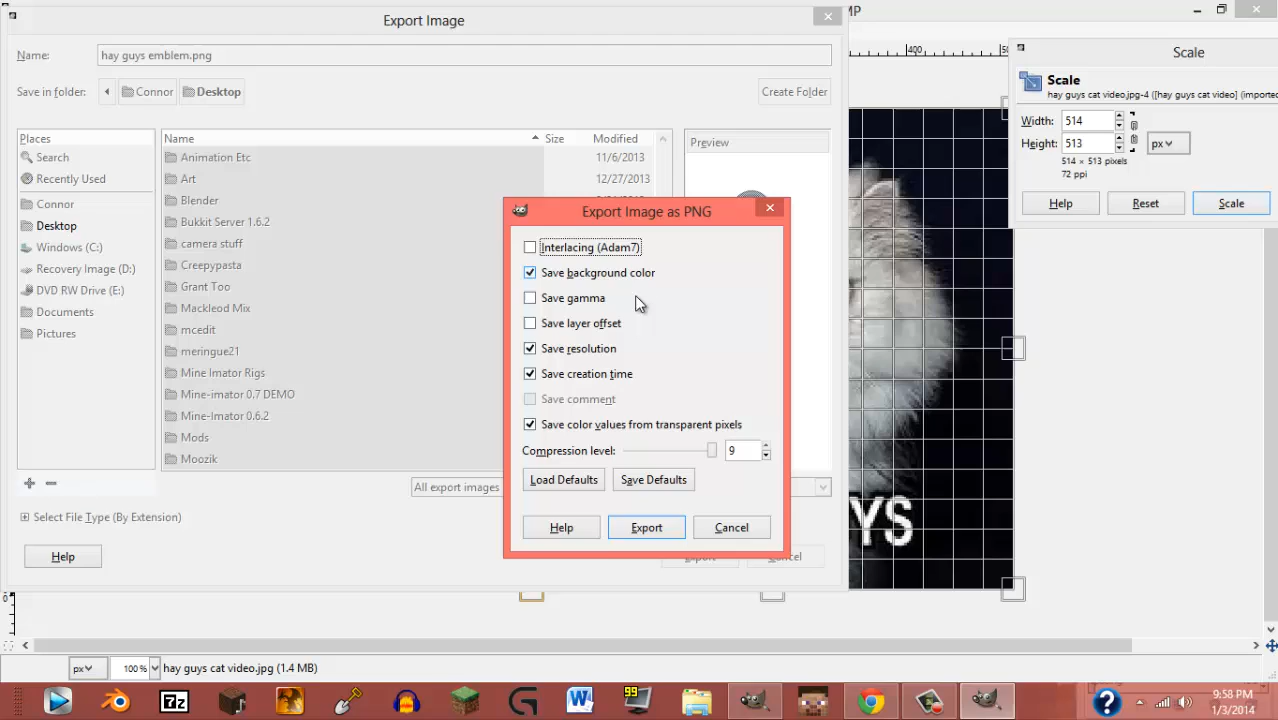 Export Image
MP
Name: hay guys emblem.png
Save in folder: Connor Desktop Create Folder
Places Name Size Modified Preview
Search Animation Etc 11/6/2013
Recently Used Art 12/27/2013
Connor Blender
Desktop Bukkit Server 1.6.2
Windows (C:) camera stuff
Recovery Image (D:) Creepypasta
DVD RW Drive (E:) Grant Too
Documents Mackleod Mix
Pictures mcedit
meringue21
Mine Imator Rigs
Mine-imator 0.7 DEMO
Mine-Imator 0.6.2
Mods
Moozik
All export images
Select File Type (By Extension)
Help Export Cancel
Export Image as PNG
Interlacing (Adam7)
Save background color
Save gamma
Save layer offset
Save resolution
Save creation time
Save comment
Save color values from transparent pixels
Compression level: 9
Load Defaults Save Defaults
Help Export Cancel
400
Scale
Scale
hay guys cat video.jpg-4 ([hay guys cat video] (imported
Width: 514
Height: 513 px
514 × 513 pixels
72 ppi
Help Reset Scale
YS
px 100% hay guys cat video.jpg (1.4 MB)
7z
W
99
?
9:58 PM
1/3/2014